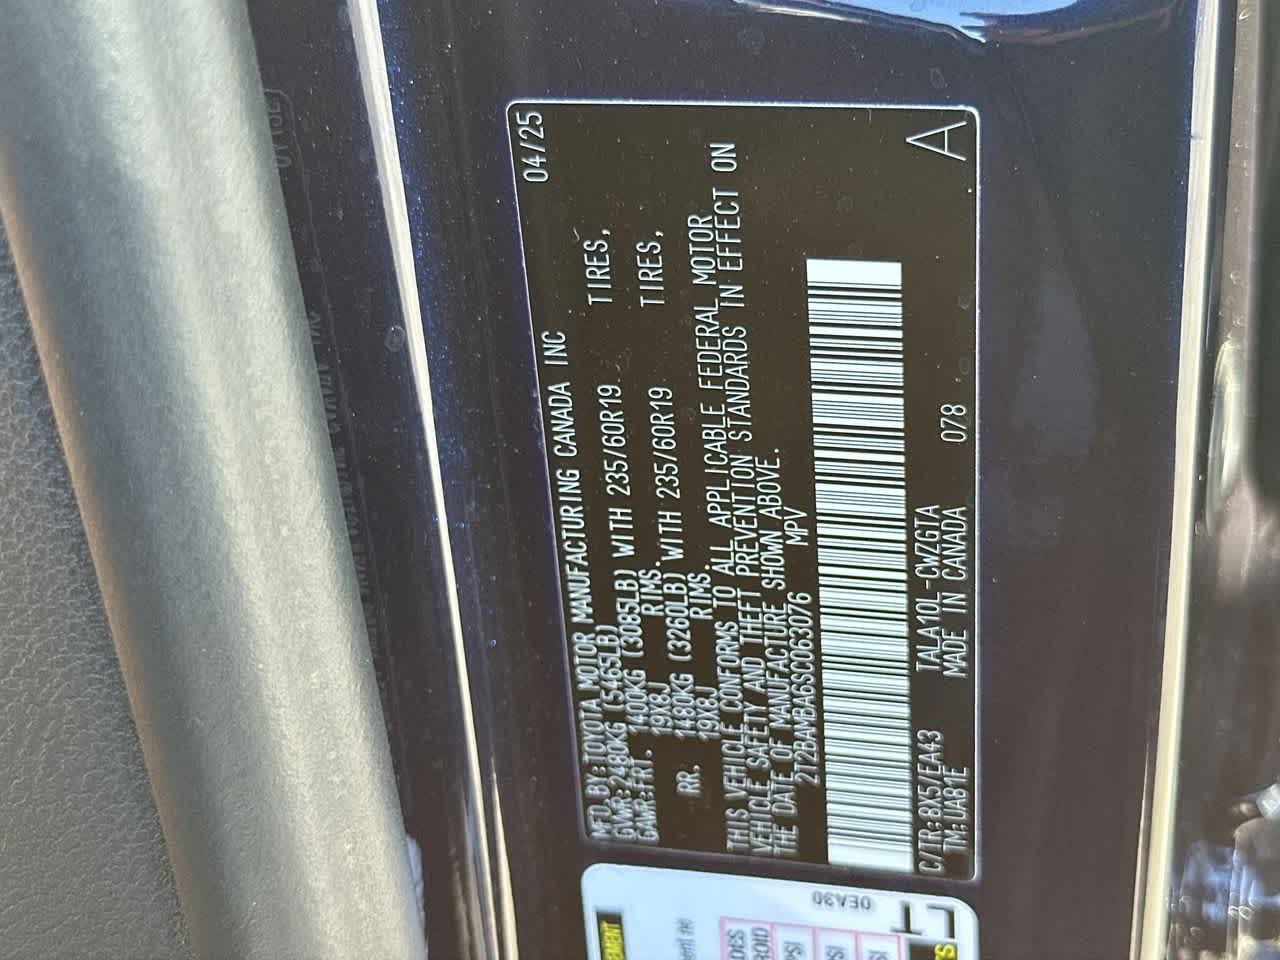 MFD. BY: TOYOTA MOTOR MANUFACTURING CANADA INC 04/25
GVWR: 2480KG (5465LB)
GAWR: FRT. 1400KG (3085LB) WITH 235/60R19 TIRES,
19X8J RIMS.
RR. 1480KG (3260LB) WITH 235/60R19 TIRES,
19X8J RIMS.
THIS VEHICLE CONFORMS TO ALL APPLICABLE FEDERAL MOTOR
VEHICLE SAFETY AND THEFT PREVENTION STANDARDS IN EFFECT ON
THE DATE OF MANUFACTURE SHOWN ABOVE.
2T2BAMBA6SC063076 MPV
C/TR: 8X5/EA43 TALA10L-CWZGTA 078 A
TM: UA81E MADE IN CANADA
0EA30